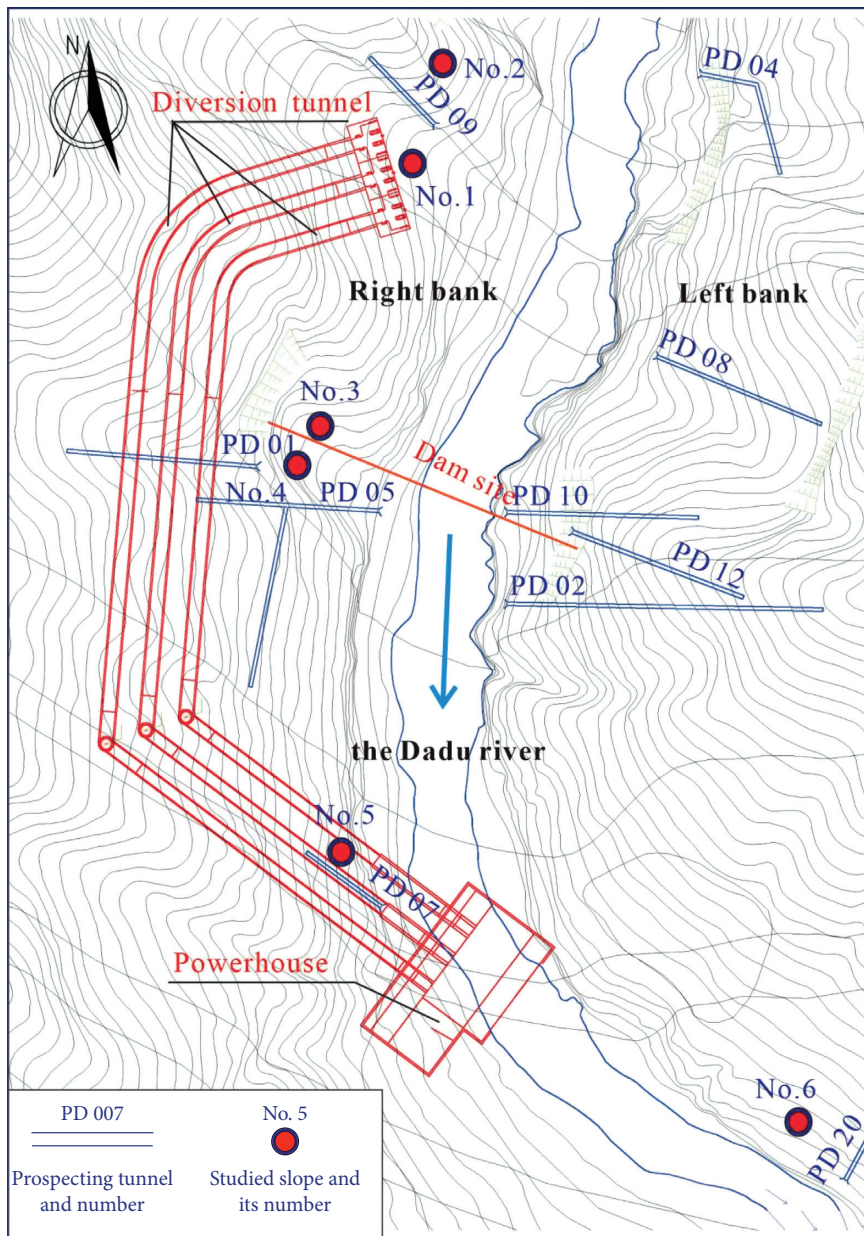 N
No.2
PD 04
PD 09
Diversion tunnel
No.1
Right bank
Left bank
PD 08
No.3
PD 01
Dam site
No.4
PD 05
PD 10
PD 12
PD 02
the Dadu river
No.5
PD 07
Powerhouse
No.6
PD 20
PD 007
No. 5
Prospecting tunnel
and number
Studied slope and
its number